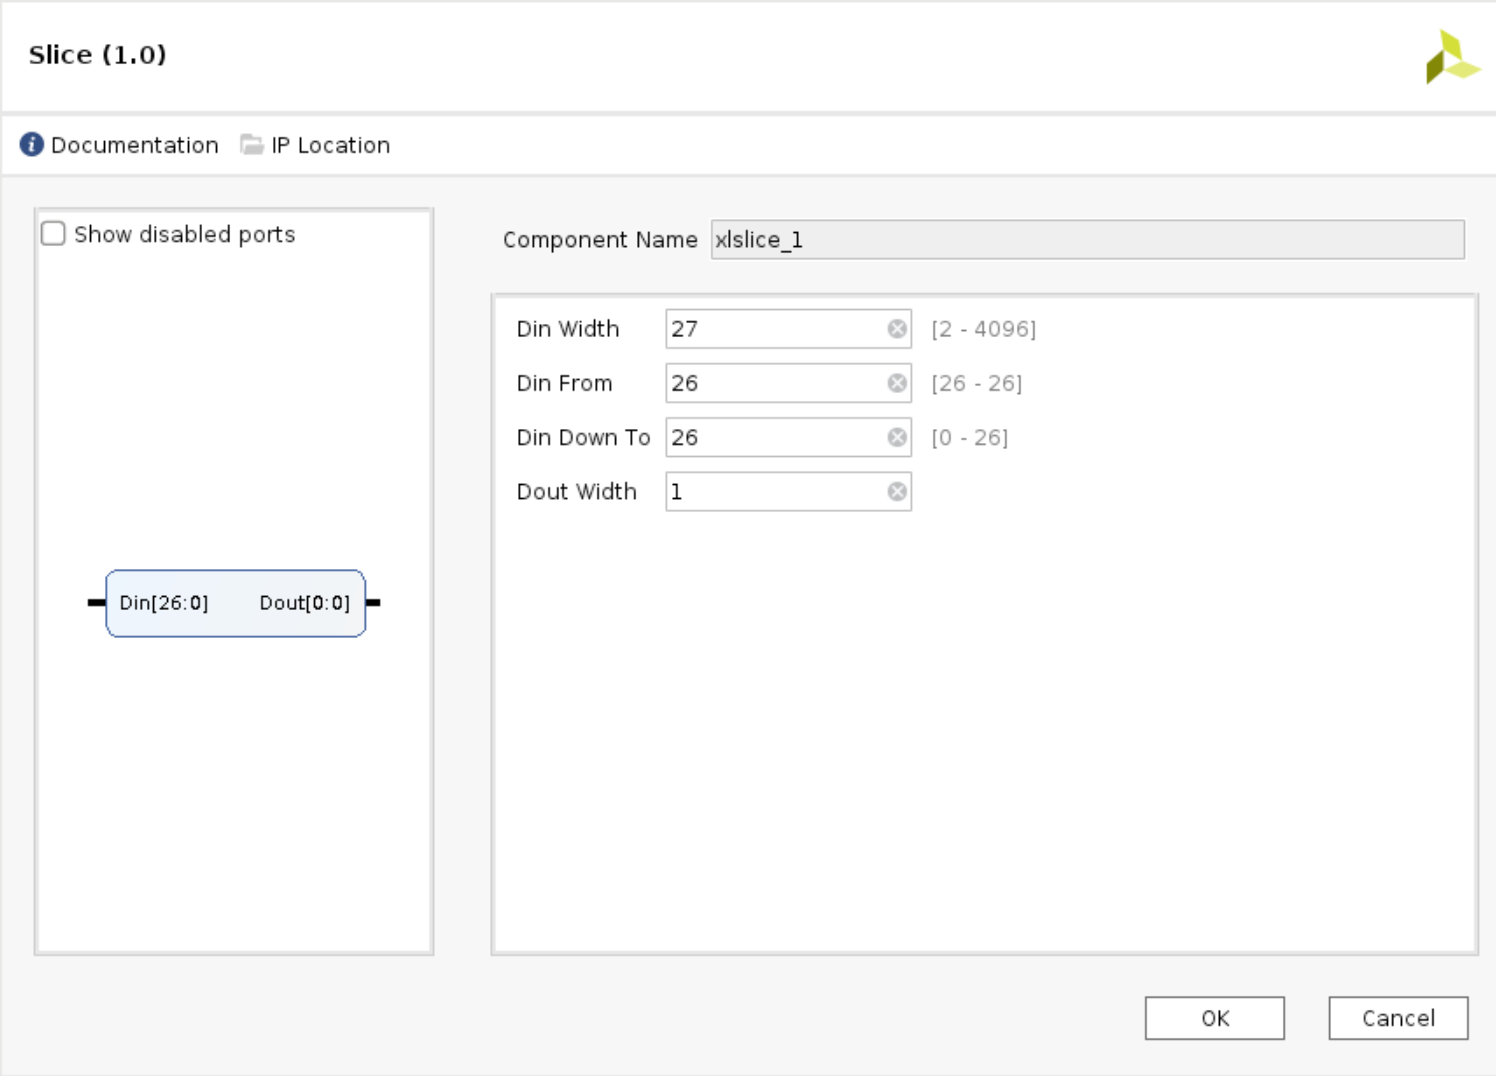 Slice (1.0)
Documentation IP Location
Show disabled ports
Din[26:0] Dout[0:0]
Component Name xlslice_1
Din Width 27 [2 - 4096]
Din From 26 [26 - 26]
Din Down To 26 [0 - 26]
Dout Width 1
OK Cancel